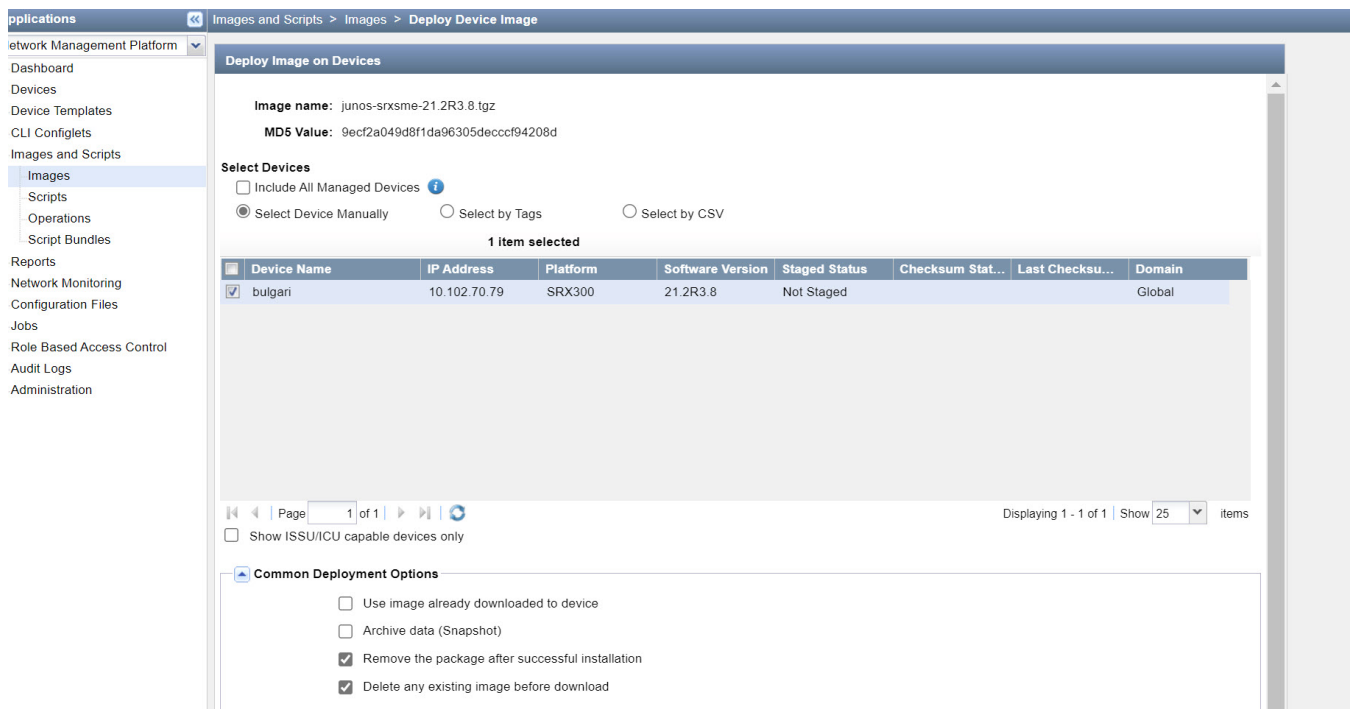 pplications
Images and Scripts > Images > Deploy Device Image
etwork Management Platform
Dashboard
Devices
Device Templates
CLI Configlets
Images and Scripts
Images
Scripts
Operations
Script Bundles
Reports
Network Monitoring
Configuration Files
Jobs
Role Based Access Control
Audit Logs
Administration
Deploy Image on Devices
Image name: junos-srxsme-21.2R3.8.tgz
MD5 Value: 9ecf2a049d8f1da96305decccf94208d
Select Devices
Include All Managed Devices
Select Device Manually Select by Tags Select by CSV
1 item selected
Device Name IP Address Platform Software Version Staged Status Checksum Stat... Last Checksu... Domain
bulgari 10.102.70.79 SRX300 21.2R3.8 Not Staged Global
Page 1 of 1 Displaying 1 - 1 of 1 Show 25 items
Show ISSU/ICU capable devices only
Common Deployment Options
Use image already downloaded to device
Archive data (Snapshot)
Remove the package after successful installation
Delete any existing image before download